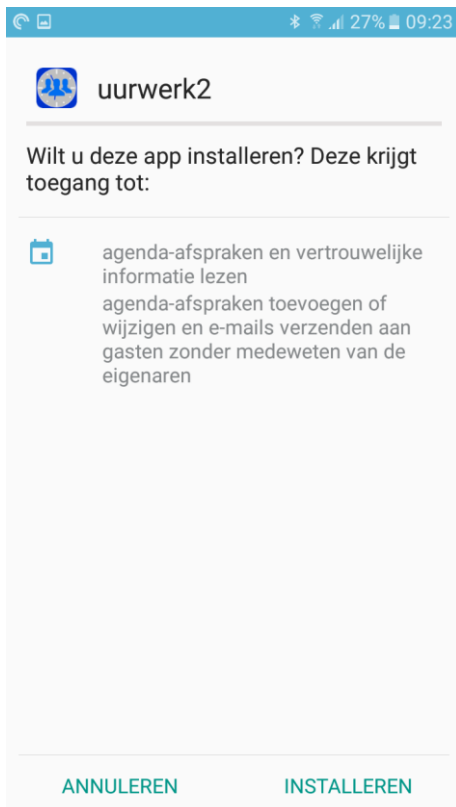 27% 09:23
uurwerk2
Wilt u deze app installeren? Deze krijgt
toegang tot:
agenda-afspraken en vertrouwelijke
informatie lezen
agenda-afspraken toevoegen of
wijzigen en e-mails verzenden aan
gasten zonder medeweten van de
eigenaren
ANNULEREN INSTALLEREN